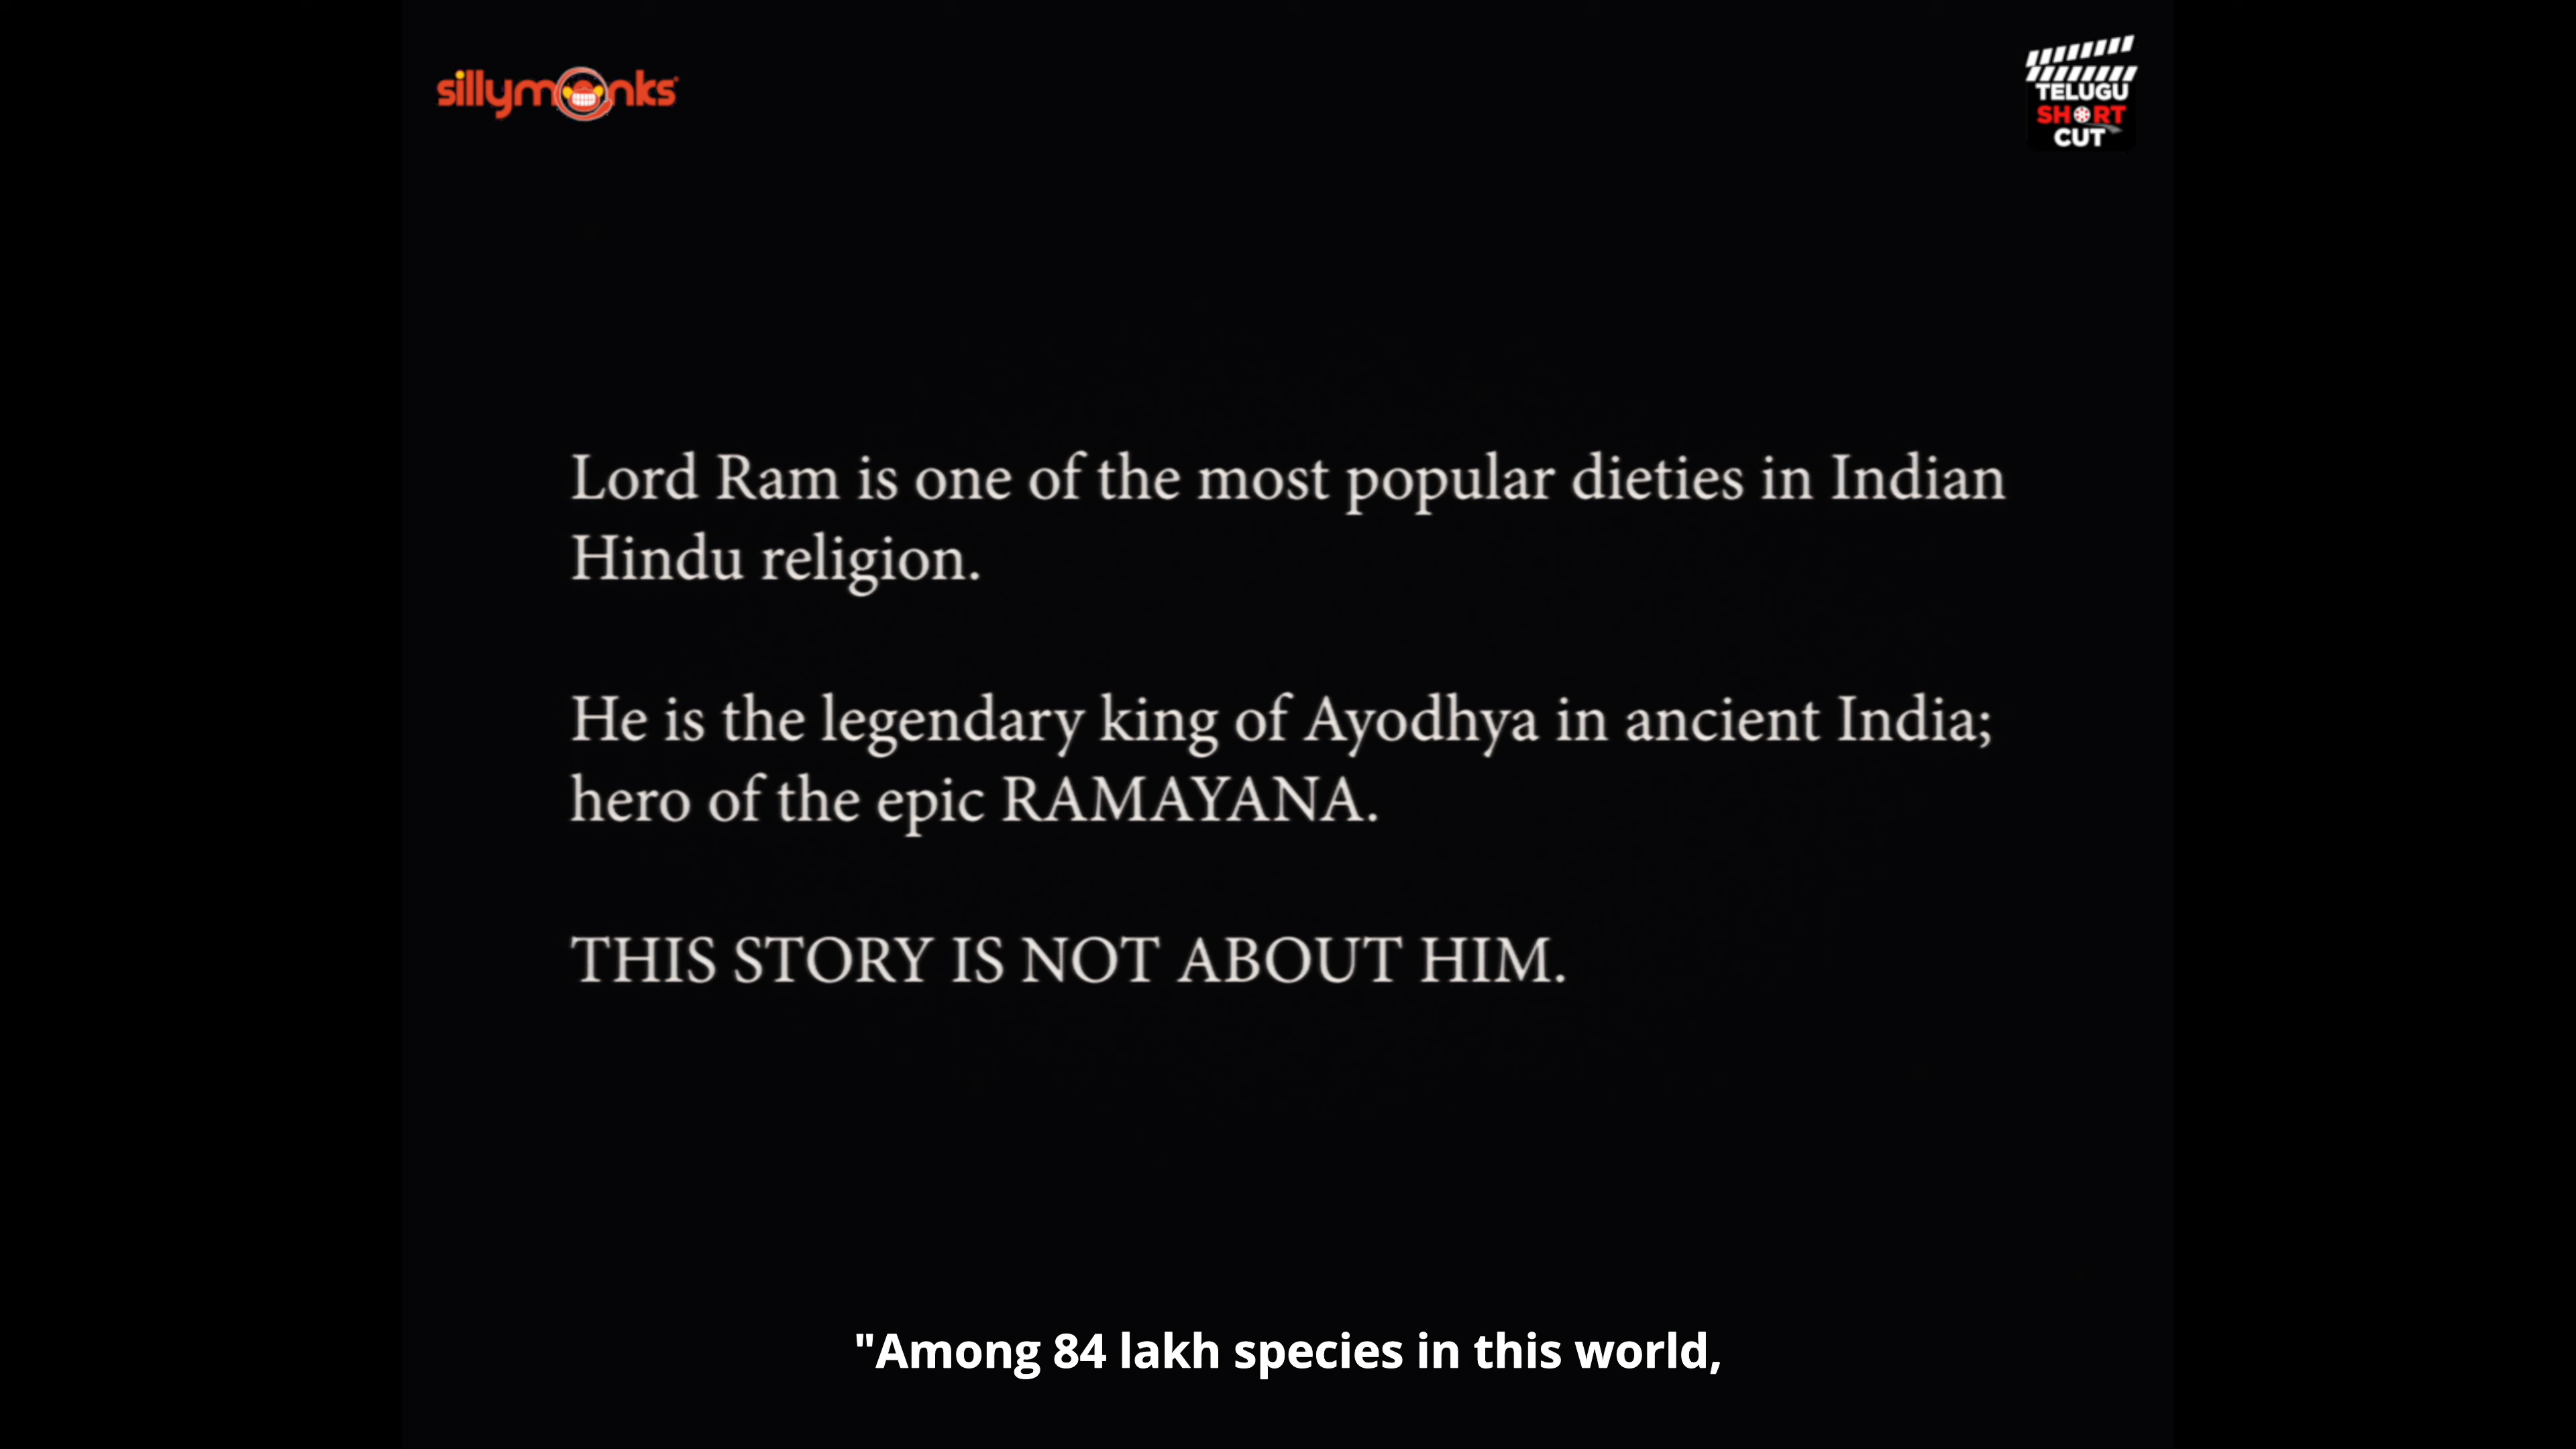 sillymonks
TELUGU
SHORT
CUT
Lord Ram is one of the most popular dieties in Indian
Hindu religion.
He is the legendary king of Ayodhya in ancient India;
hero of the epic RAMAYANA.
THIS STORY IS NOT ABOUT HIM.
"Among 84 lakh species in this world,